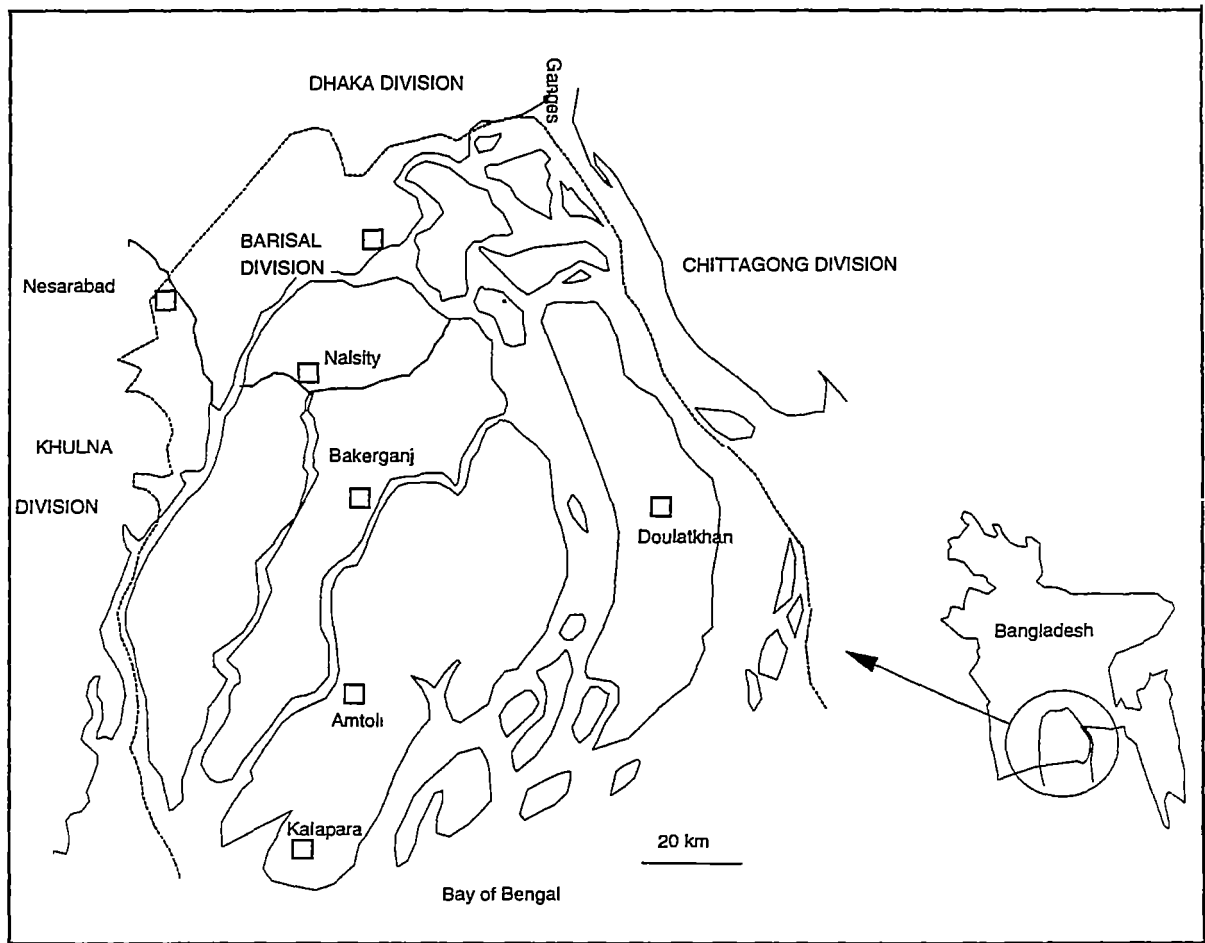 DHAKA DIVISION
Ganges
BARISAL
DIVISION
CHITTAGONG DIVISION
Nesarabad
Nalsity
KHULNA
DIVISION
Bakerganj
Doulatkhan
Bangladesh
Amtoli
Kalapara
20 km
Bay of Bengal